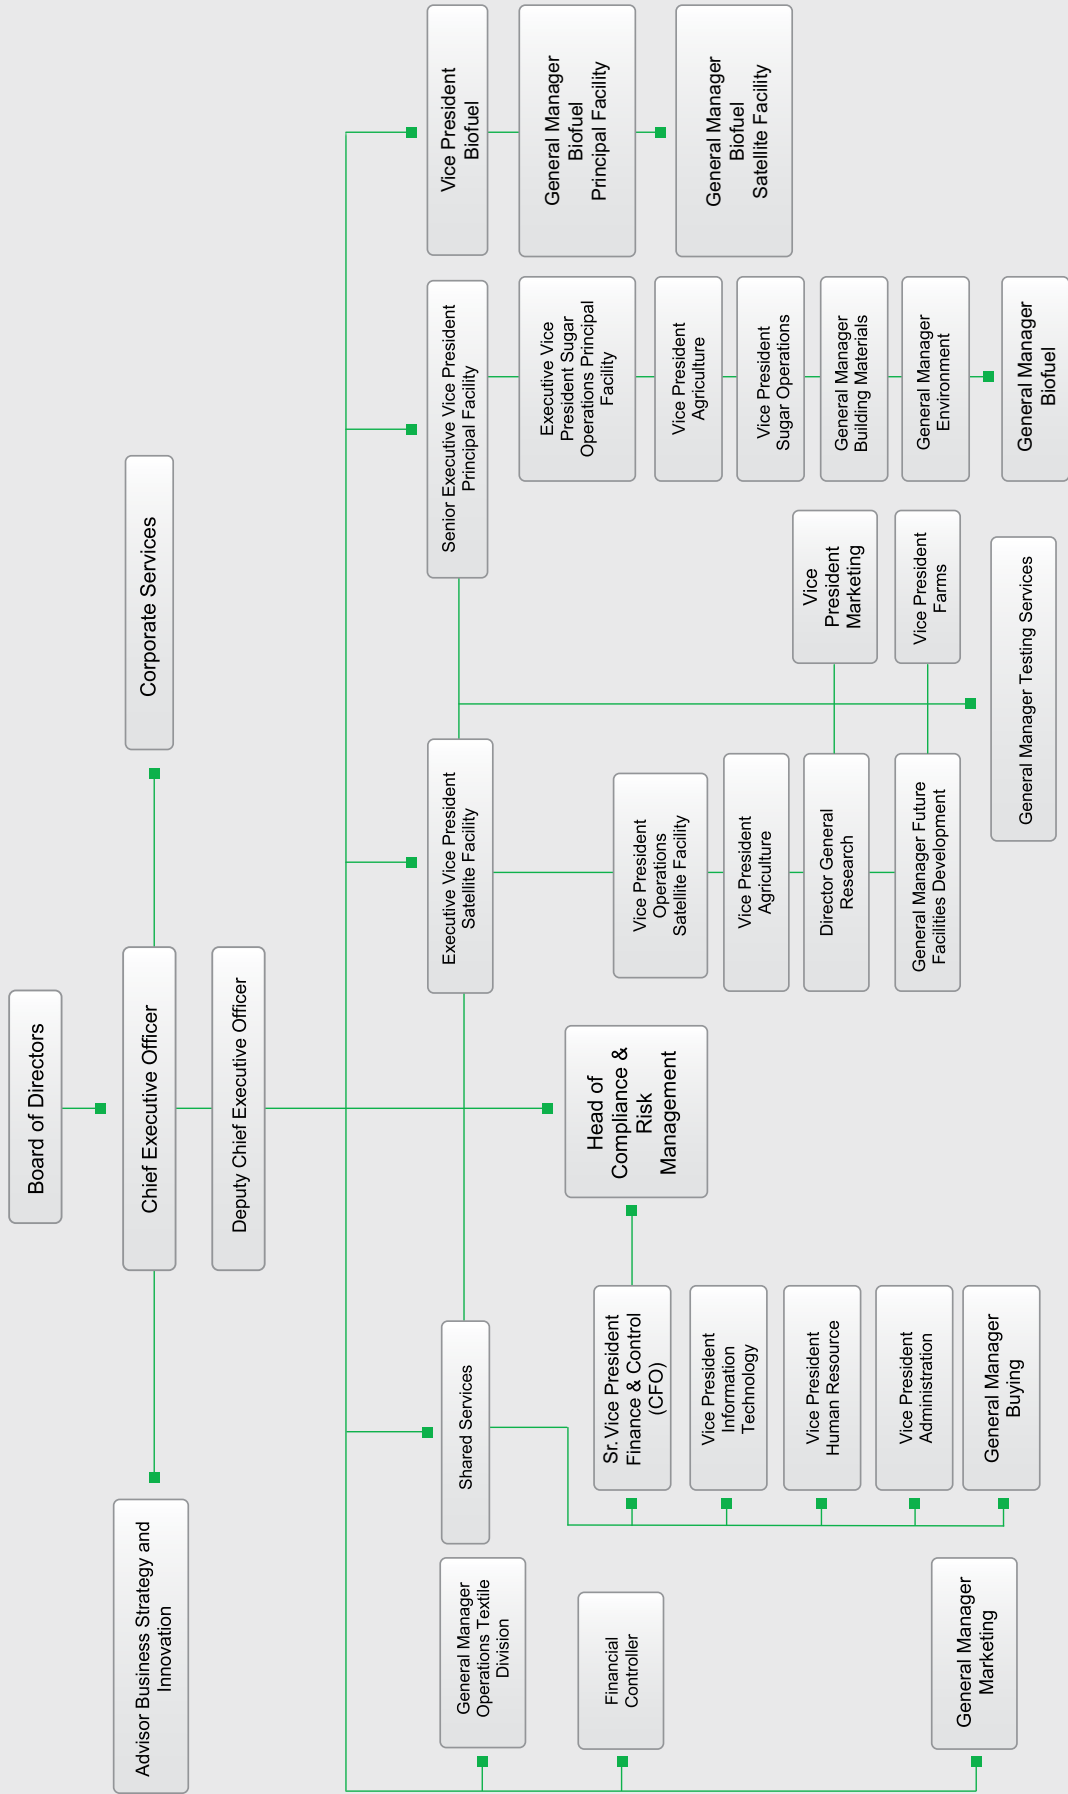 Board of Directors
Advisor Business Strategy and
Innovation
Chief Executive Officer
Corporate Services
Deputy Chief Executive Officer
General Manager
Operations Textile
Division
Financial
Controller
General Manager
Marketing
Shared Services
Sr. Vice President
Finance & Control
(CFO)
Vice President
Information
Technology
Vice President
Human Resource
Vice President
Administration
General Manager
Buying
Head of
Compliance &
Risk
Management
Executive Vice President
Satellite Facility
Vice President
Operations
Satellite Facility
Vice President
Agriculture
Director General
Research
General Manager Future
Facilities Development
Vice
President
Marketing
Vice President
Farms
General Manager Testing Services
Senior Executive Vice President
Principal Facility
Executive Vice
President Sugar
Operations Principal
Facility
Vice President
Agriculture
Vice President
Sugar Operations
General Manager
Building Materials
General Manager
Environment
General Manager
Biofuel
Vice President
Biofuel
General Manager
Biofuel
Principal Facility
General Manager
Biofuel
Satellite Facility